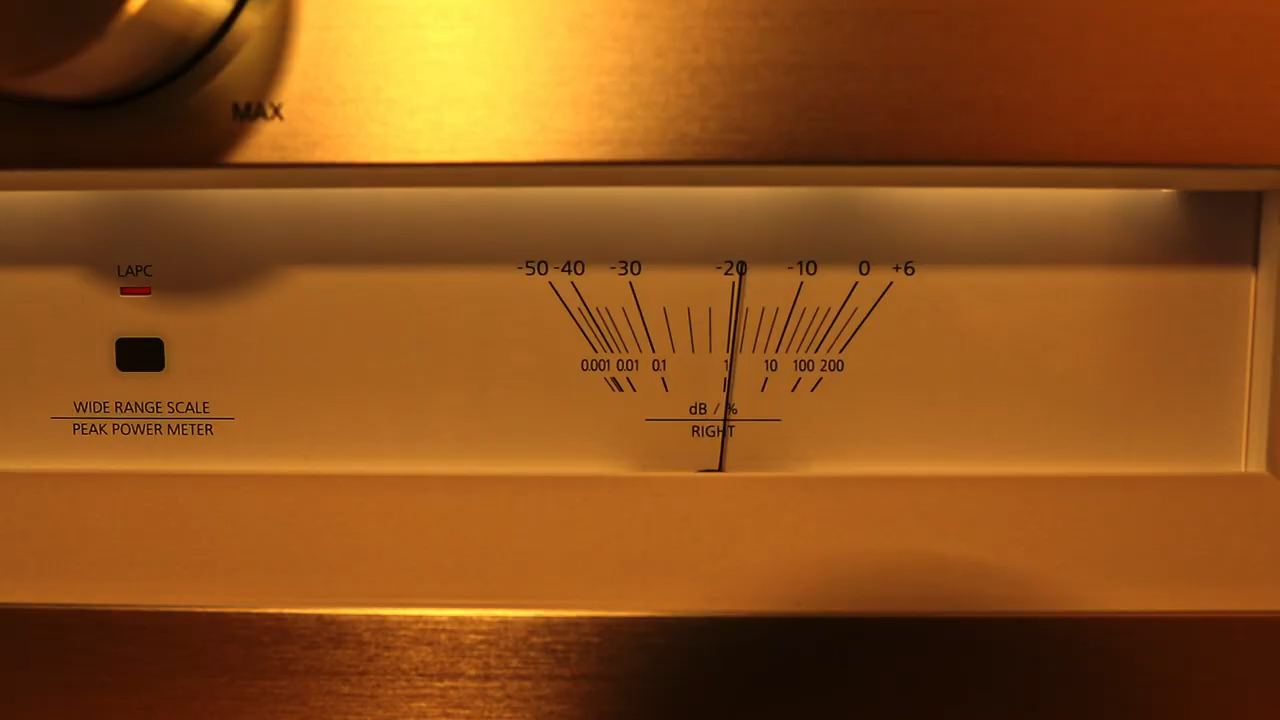 MAX
LAPC
WIDE RANGE SCALE
PEAK POWER METER
-50 -40 -30 -20 -10 0 +6
0.001 0.01 0.1 1 10 100 200
dB / %
RIGHT